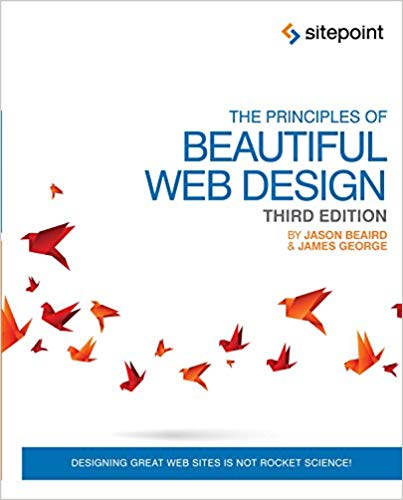 sitepoint
THE PRINCIPLES OF
BEAUTIFUL
WEB DESIGN
THIRD EDITION
BY JASON BEAIRD
& JAMES GEORGE
DESIGNING GREAT WEB SITES IS NOT ROCKET SCIENCE!